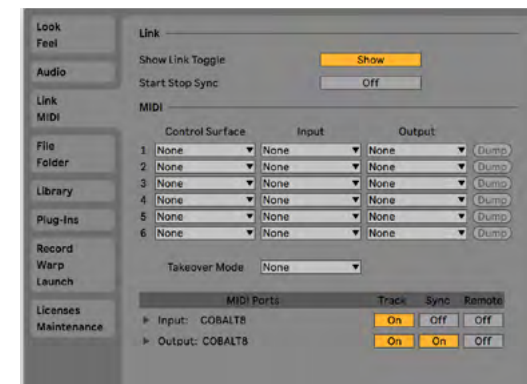 Look
Feel
Audio
Link
MIDI
File
Folder
Library
Plug-Ins
Record
Warp
Launch
Licenses
Maintenance
Link
Show Link Toggle Show
Start Stop Sync Off
MIDI
Control Surface Input Output
1 None None None Dump
2 None None None Dump
3 None None None Dump
4 None None None Dump
5 None None None Dump
6 None None None Dump
Takeover Mode None
MIDI Ports Track Sync Remote
Input: COBALT8 On Off Off
Output: COBALT8 On On Off